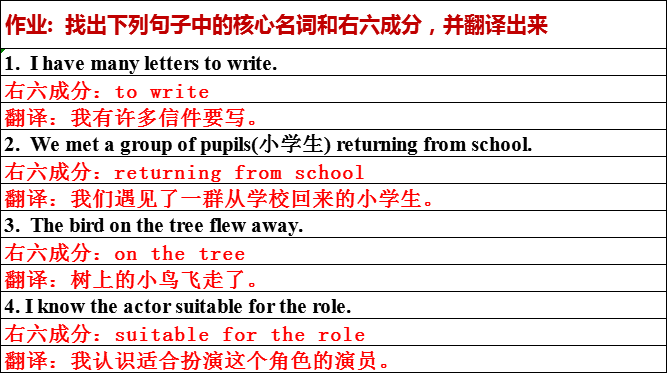 作业：找出下列句子中的核心名词和右六成分，并翻译出来
1. I have many letters to write.
右六成分：to write
翻译：我有许多信件要写。
2. We met a group of pupils(小学生) returning from school.
右六成分：returning from school
翻译：我们遇见了一群从学校回来的小学生。
3. The bird on the tree flew away.
右六成分：on the tree
翻译：树上的小鸟飞走了。
4. I know the actor suitable for the role.
右六成分：suitable for the role
翻译：我认识适合扮演这个角色的演员。